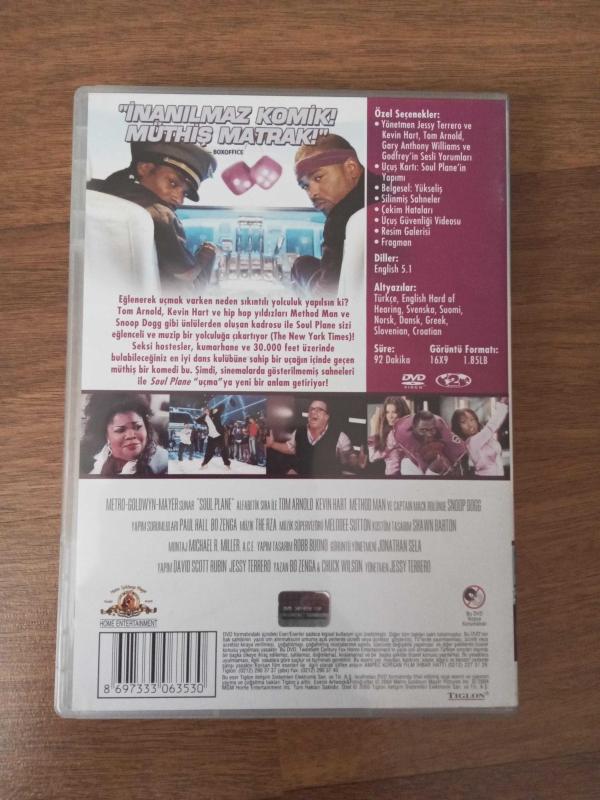 "İNANILMAZ KOMİK!
MÜTHİŞ MATRAK!"
BOXOFFICE
Eğlenerek uçmak varken neden sıkıntılı yolculuk yapılsın ki?
Tom Arnold, Kevin Hart ve hip hop yıldızları Method Man ve
Snoop Dogg gibi ünlülerden oluşan kadrosu ile Soul Plane sizi
eğlenceli ve muzip bir yolculuğa çıkartıyor (The New York Times)!
Seksi hostesler, kumarhane ve 30.000 feet üzerinde
bulabileceğiniz en iyi dans kulübüne sahip bir uçağın içinde geçen
müthiş bir komedi bu. Şimdi, sinemalarda gösterilmemiş sahneleri
ile Soul Plane "uçma"ya yeni bir anlam getiriyor!
Özel Seçenekler:
• Yönetmen Jessy Terrero ve
Kevin Hart, Tom Arnold,
Gary Anthony Williams ve
Godfrey'in Sesli Yorumları
• Uçuş Kartı: Soul Plane'in
Yapımı
• Belgesel: Yükseliş
• Silinmiş Sahneler
• Çekim Hataları
• Uçuş Güvenliği Videosu
• Resim Galerisi
• Fragman
Diller:
English 5.1
Altyazılar:
Türkçe, English Hard of
Hearing, Svenska, Suomi,
Norsk, Dansk, Greek,
Slovenian, Croatian
Süre: Görüntü Formatı:
92 Dakika 16X9 1.85LB
DVD VIDEO 2
METRO-GOLDWYN-MAYER SUNAR "SOUL PLANE" ALFABETİK SIRA İLE TOM ARNOLD KEVIN HART METHOD MAN VE CAPTAIN MACK ROLÜNDE SNOOP DOGG
YAPIM SORUMLULARI PAUL HALL BO ZENGA MÜZİK THE RZA MÜZİK SÜPERVİZÖRÜ MELODEE SUTTON KOSTÜM TASARIM SHAWN BARTON
MONTAJ MICHAEL R. MILLER, A.C.E. YAPIM TASARIM ROBB BUONO GÖRÜNTÜ YÖNETMENİ JONATHAN SELA
YAPIM DAVID SCOTT RUBIN JESSY TERRERO YAZAN BO ZENGA & CHUCK WILSON YÖNETMEN JESSY TERRERO
HOME ENTERTAINMENT
Bu DVD
Kopya
Korumalıdır
8 697333 063530
TIGLON